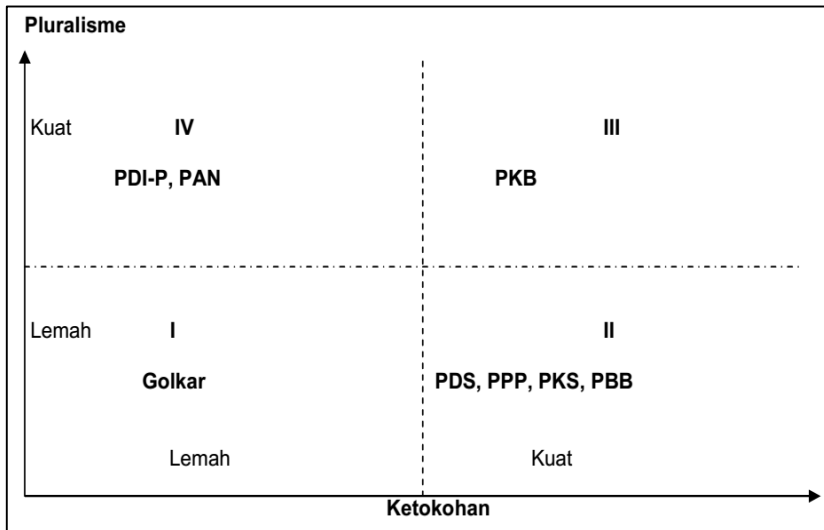 Pluralisme
Kuat IV III
PDI-P, PAN PKB
Lemah I II
Golkar PDS, PPP, PKS, PBB
Lemah Kuat
Ketokohan